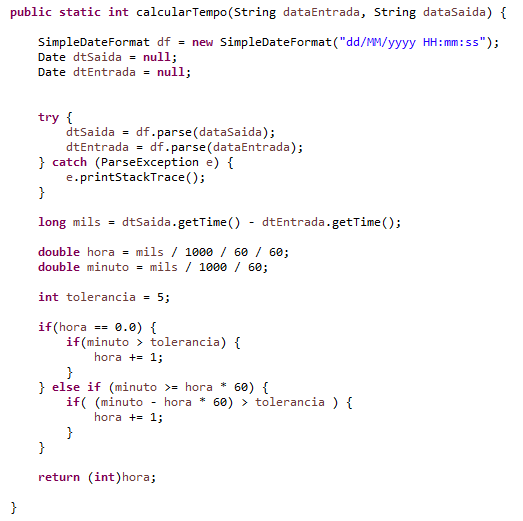 public static int calcularTempo(String dataEntrada, String dataSaida) {
SimpleDateFormat df = new SimpleDateFormat("dd/MM/yyyy HH:mm:ss");
Date dtSaida = null;
Date dtEntrada = null;
try {
dtSaida = df.parse(dataSaida);
dtEntrada = df.parse(dataEntrada);
} catch (ParseException e) {
e.printStackTrace();
}
long mils = dtSaida.getTime() - dtEntrada.getTime();
double hora = mils / 1000 / 60 / 60;
double minuto = mils / 1000 / 60;
int tolerancia = 5;
if(hora == 0.0) {
if(minuto > tolerancia) {
hora += 1;
}
} else if (minuto >= hora * 60) {
if( (minuto - hora * 60) > tolerancia ) {
hora += 1;
}
}
return (int)hora;
}